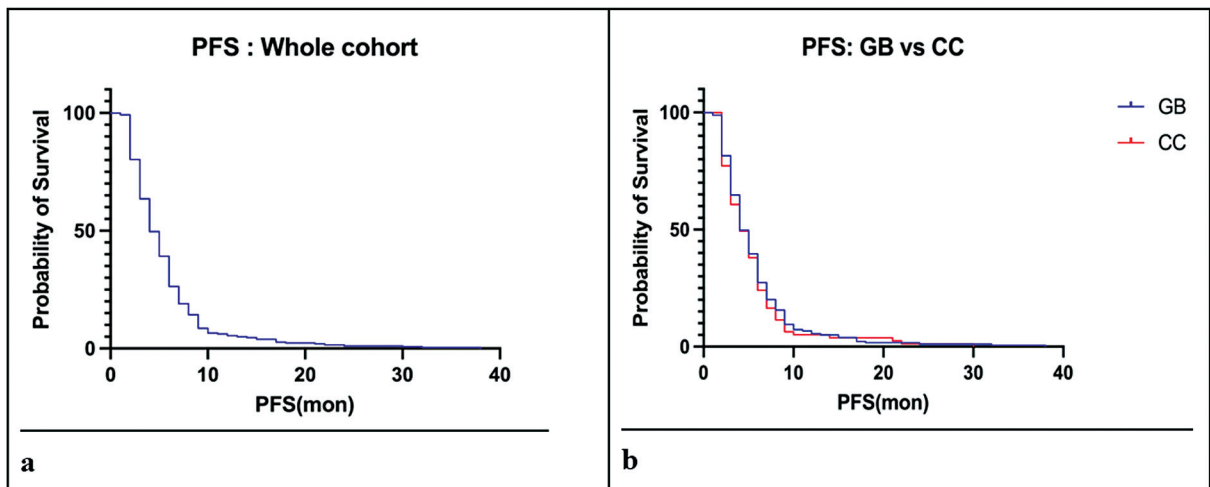 PFS : Whole cohort
Probability of Survival
100
50
0
0 10 20 30 40
PFS(mon)
a
PFS: GB vs CC
Probability of Survival
100
50
0
0 10 20 30 40
PFS(mon)
GB
CC
b